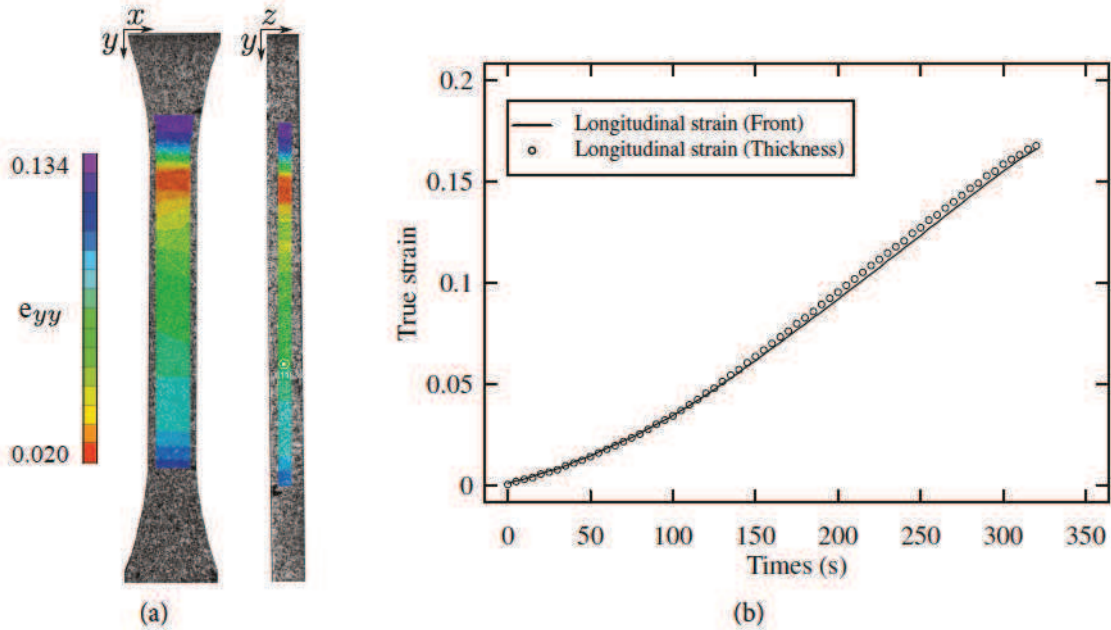 x
y
z
y
0.134
e_yy
0.020
(a)
0.2
0.15
0.1
0.05
0
True strain
Longitudinal strain (Front)
Longitudinal strain (Thickness)
0 50 100 150 200 250 300 350
Times (s)
(b)